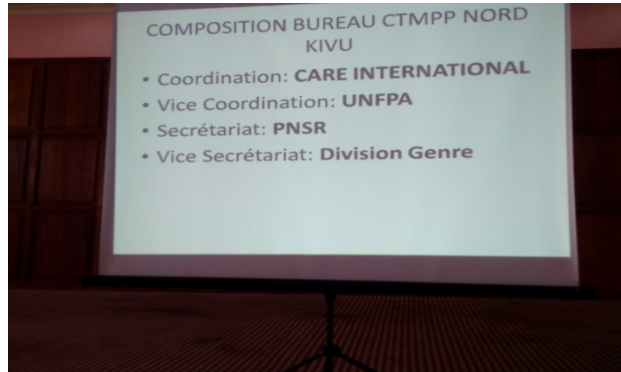 COMPOSITION BUREAU CTMPP NORD
KIVU
• Coordination: CARE INTERNATIONAL
• Vice Coordination: UNFPA
• Secrétariat: PNSR
• Vice Secrétariat: Division Genre